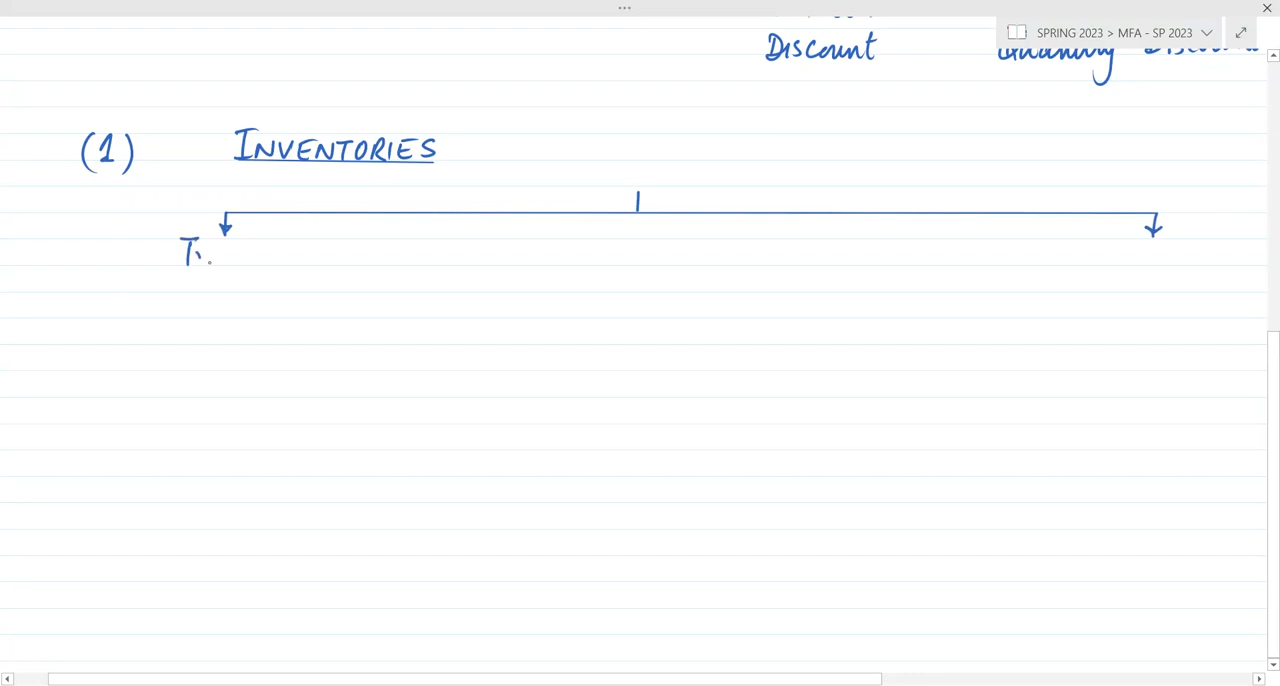 SPRING 2023 > MFA - SP 2023
Discount
(1) INVENTORIES